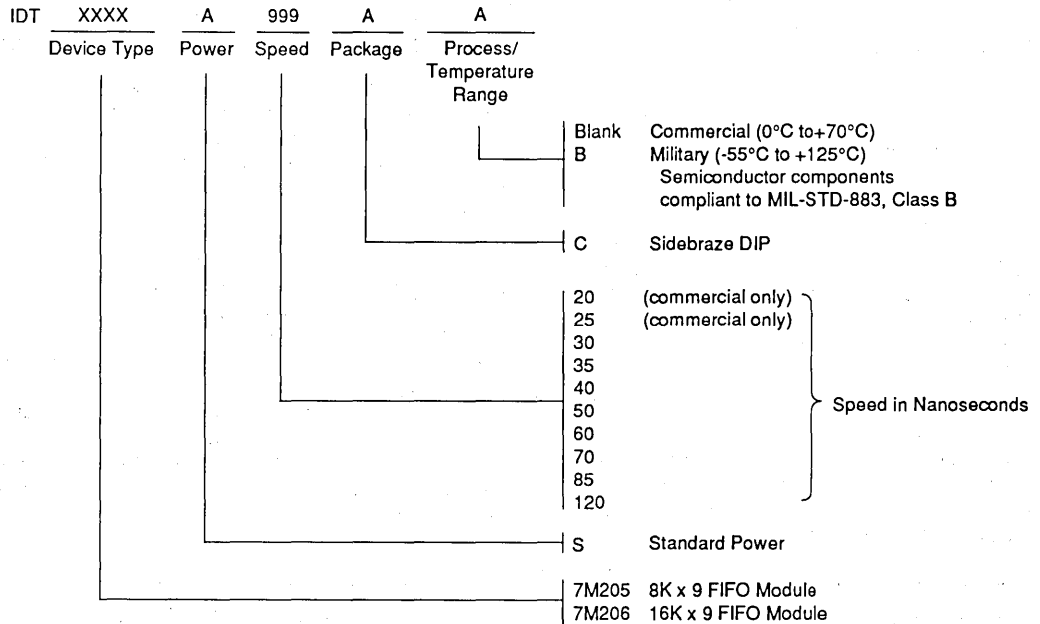 IDT XXXX A 999 A A
Device Type Power Speed Package Process/
Temperature
Range
Blank Commercial (0°C to+70°C)
B Military (-55°C to +125°C)
Semiconductor components
compliant to MIL-STD-883, Class B
C Sidebraze DIP
20 (commercial only)
25 (commercial only)
30
35
40
50
60
70
85
120
Speed in Nanoseconds
S Standard Power
7M205 8K x 9 FIFO Module
7M206 16K x 9 FIFO Module